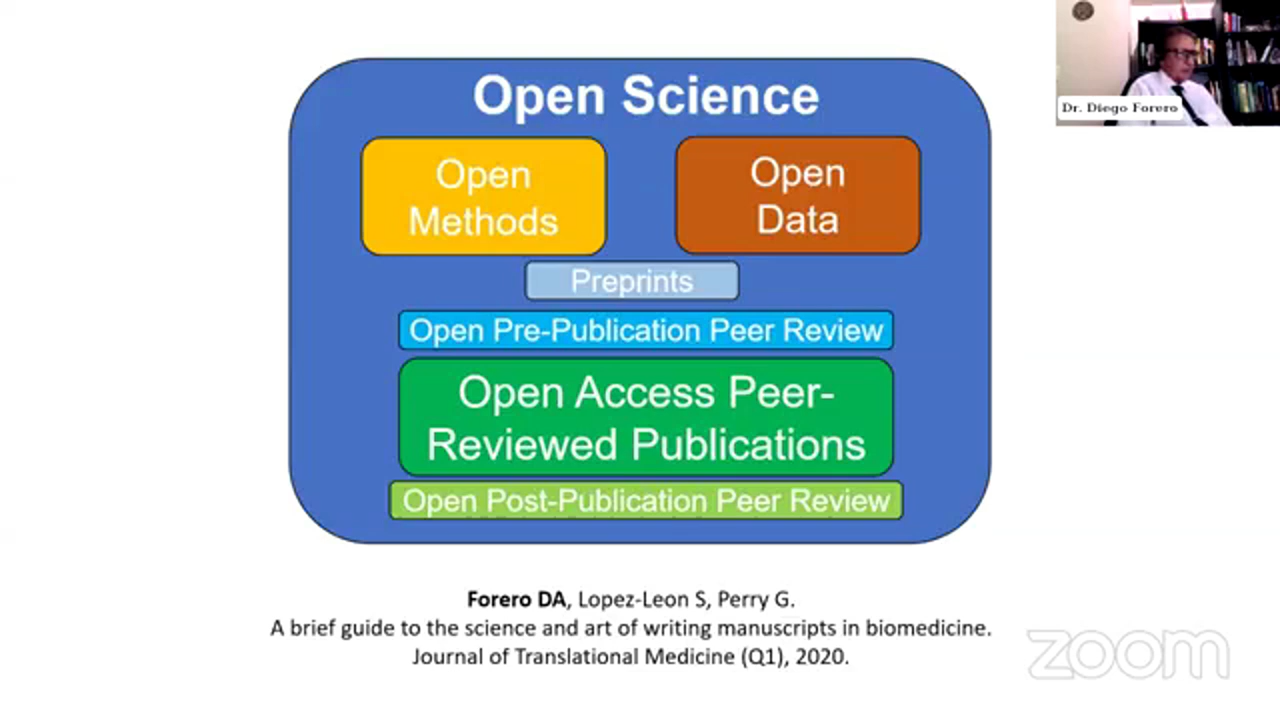 Open Science
Open
Methods
Open
Data
Preprints
Open Pre-Publication Peer Review
Open Access Peer-
Reviewed Publications
Open Post-Publication Peer Review
Forero DA, Lopez-Leon S, Perry G.
A brief guide to the science and art of writing manuscripts in biomedicine.
Journal of Translational Medicine (Q1), 2020.
Dr. Diego Forero
zoom